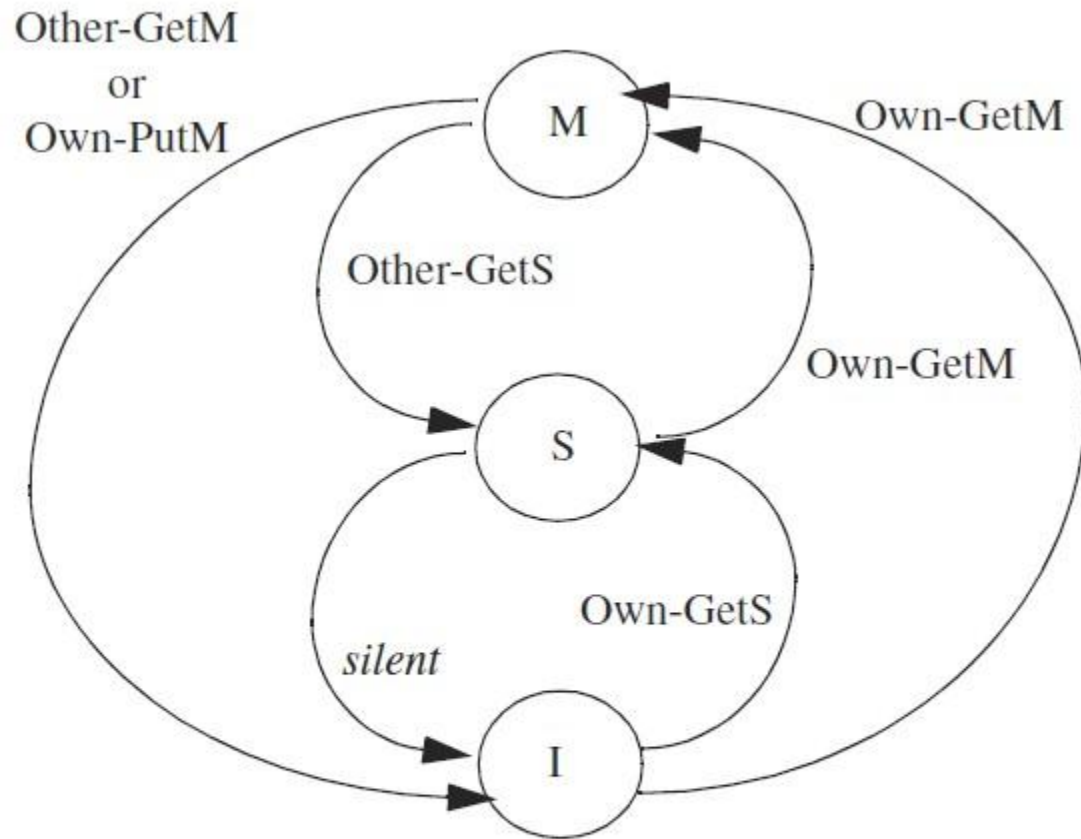 Other-GetM
or
Own-PutM
M
Own-GetM
Other-GetS
Own-GetM
S
Own-GetS
silent
I